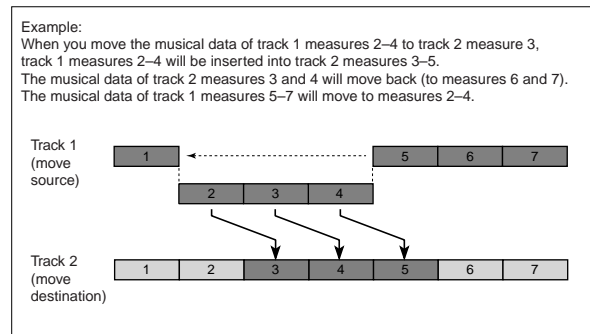 Example:
When you move the musical data of track 1 measures 2–4 to track 2 measure 3,
track 1 measures 2–4 will be inserted into track 2 measures 3–5.
The musical data of track 2 measures 3 and 4 will move back (to measures 6 and 7).
The musical data of track 1 measures 5–7 will move to measures 2–4.
Track 1
(move
source)
1 5 6 7
2 3 4
Track 2
(move
destination)
1 2 3 4 5 6 7